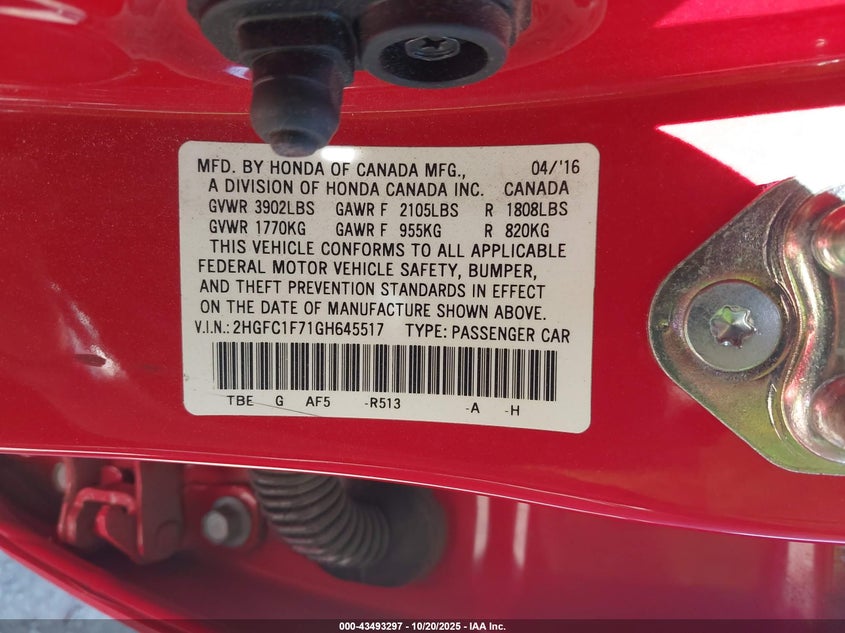 MFD. BY HONDA OF CANADA MFG., 04/'16
A DIVISION OF HONDA CANADA INC. CANADA
GVWR 3902LBS GAWR F 2105LBS R 1808LBS
GVWR 1770KG GAWR F 955KG R 820KG
THIS VEHICLE CONFORMS TO ALL APPLICABLE
FEDERAL MOTOR VEHICLE SAFETY, BUMPER,
AND THEFT PREVENTION STANDARDS IN EFFECT
ON THE DATE OF MANUFACTURE SHOWN ABOVE.
V.I.N.: 2HGFC1F71GH645517 TYPE: PASSENGER CAR
TBE G AF5 -R513 -A -H
000-43493297 - 10/20/2025 - IAA Inc.